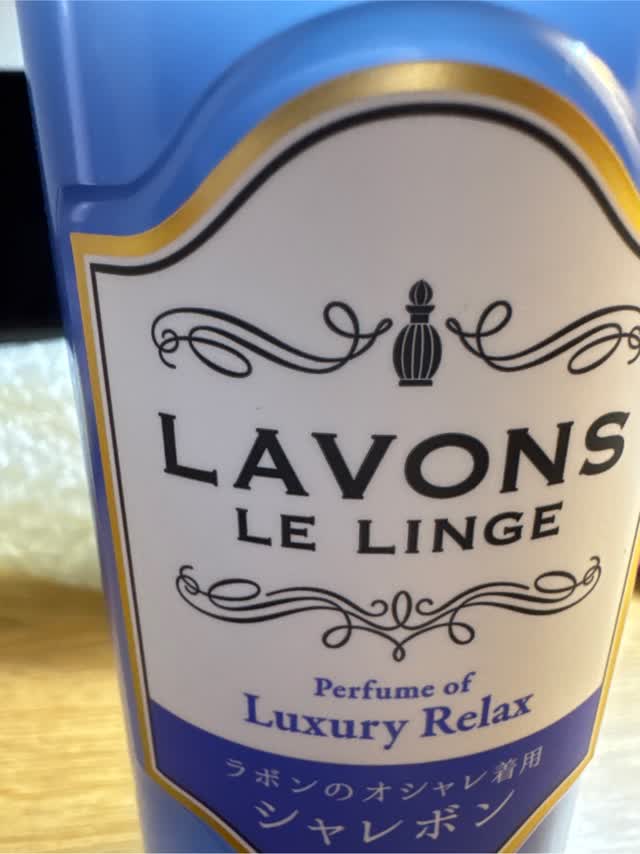 LAVONS
LE LINGE
Perfume of
Luxury Relax
ラボンのオシャレ着用
シャレボン